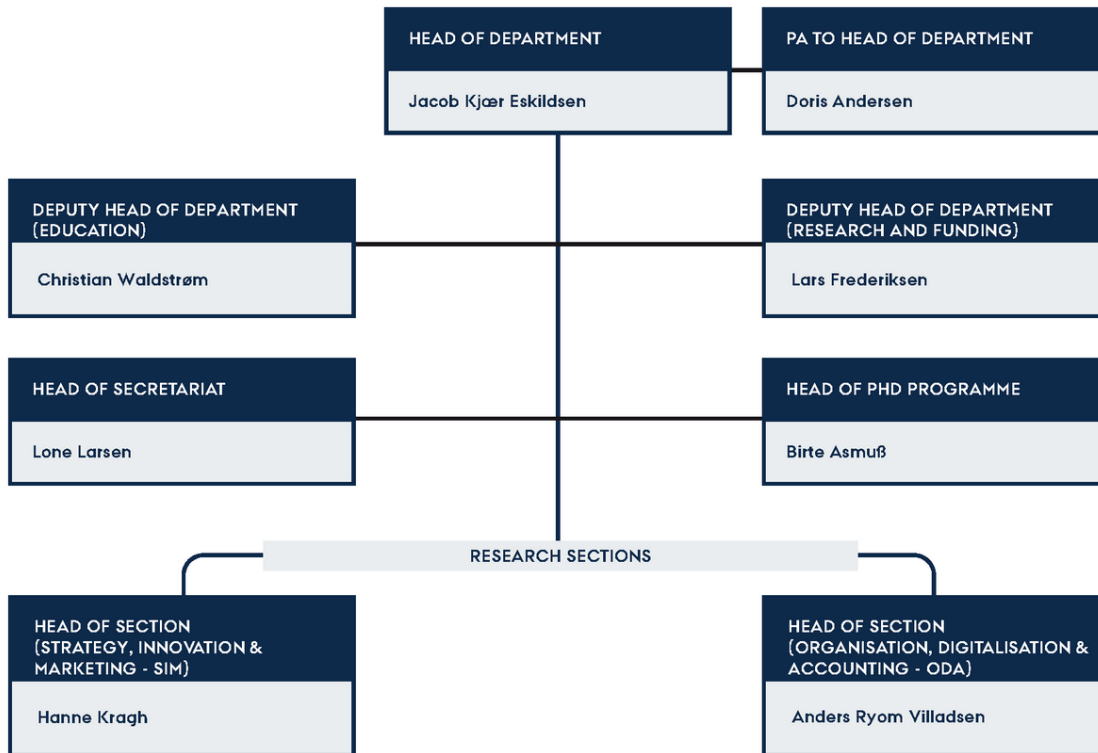 HEAD OF DEPARTMENT
Jacob Kjær Eskildsen
PA TO HEAD OF DEPARTMENT
Doris Andersen
DEPUTY HEAD OF DEPARTMENT
(EDUCATION)
Christian Waldstrøm
DEPUTY HEAD OF DEPARTMENT
(RESEARCH AND FUNDING)
Lars Frederiksen
HEAD OF SECRETARIAT
Lone Larsen
HEAD OF PHD PROGRAMME
Birte Asmuß
RESEARCH SECTIONS
HEAD OF SECTION
(STRATEGY, INNOVATION &
MARKETING - SIM)
Hanne Kragh
HEAD OF SECTION
(ORGANISATION, DIGITALISATION &
ACCOUNTING - ODA)
Anders Ryom Villadsen